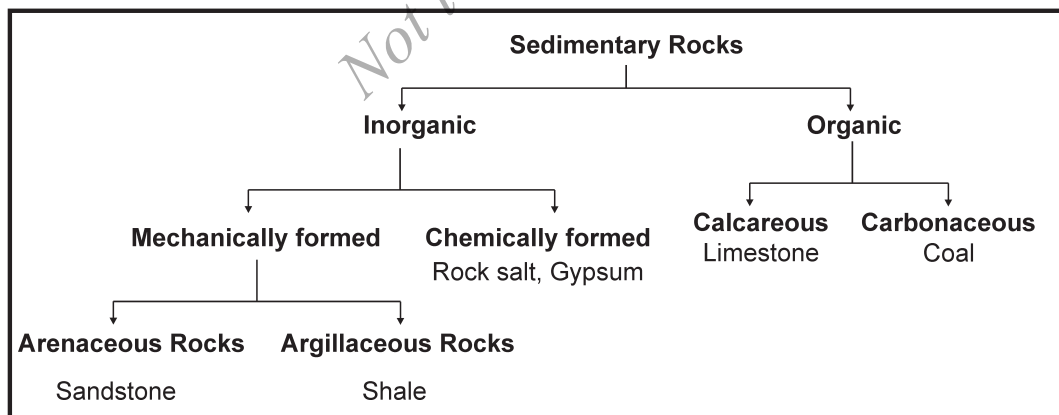 Not
Sedimentary Rocks
Inorganic Organic
Mechanically formed Chemically formed Calcareous Carbonaceous
Rock salt, Gypsum Limestone Coal
Arenaceous Rocks Argillaceous Rocks
Sandstone Shale